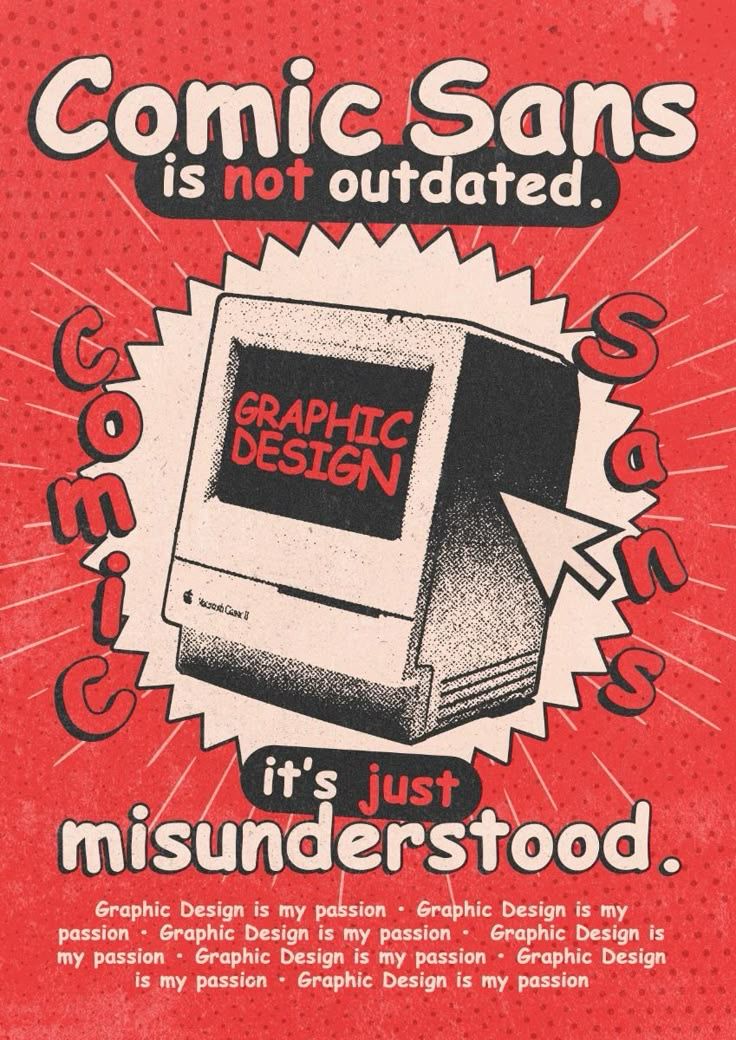 Comic Sans
is not outdated.
Comic
Sans
GRAPHIC
DESIGN
it's just
misunderstood.
Graphic Design is my passion • Graphic Design is my
passion • Graphic Design is my passion • Graphic Design is
my passion • Graphic Design is my passion • Graphic Design
is my passion • Graphic Design is my passion